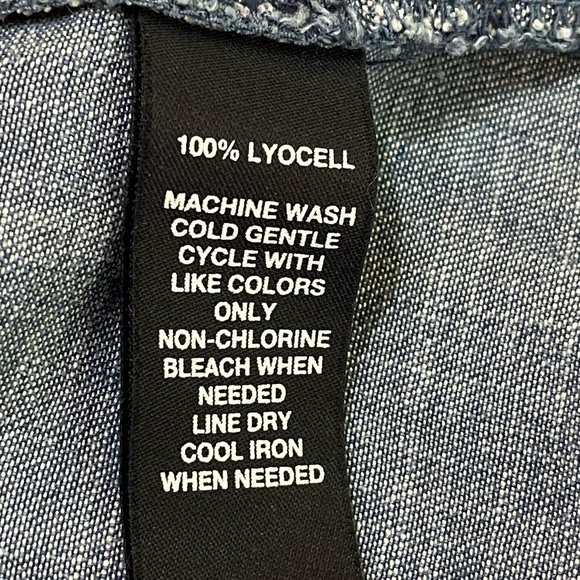 100% LYOCELL
MACHINE WASH
COLD GENTLE
CYCLE WITH
LIKE COLORS
ONLY
NON-CHLORINE
BLEACH WHEN
NEEDED
LINE DRY
COOL IRON
WHEN NEEDED